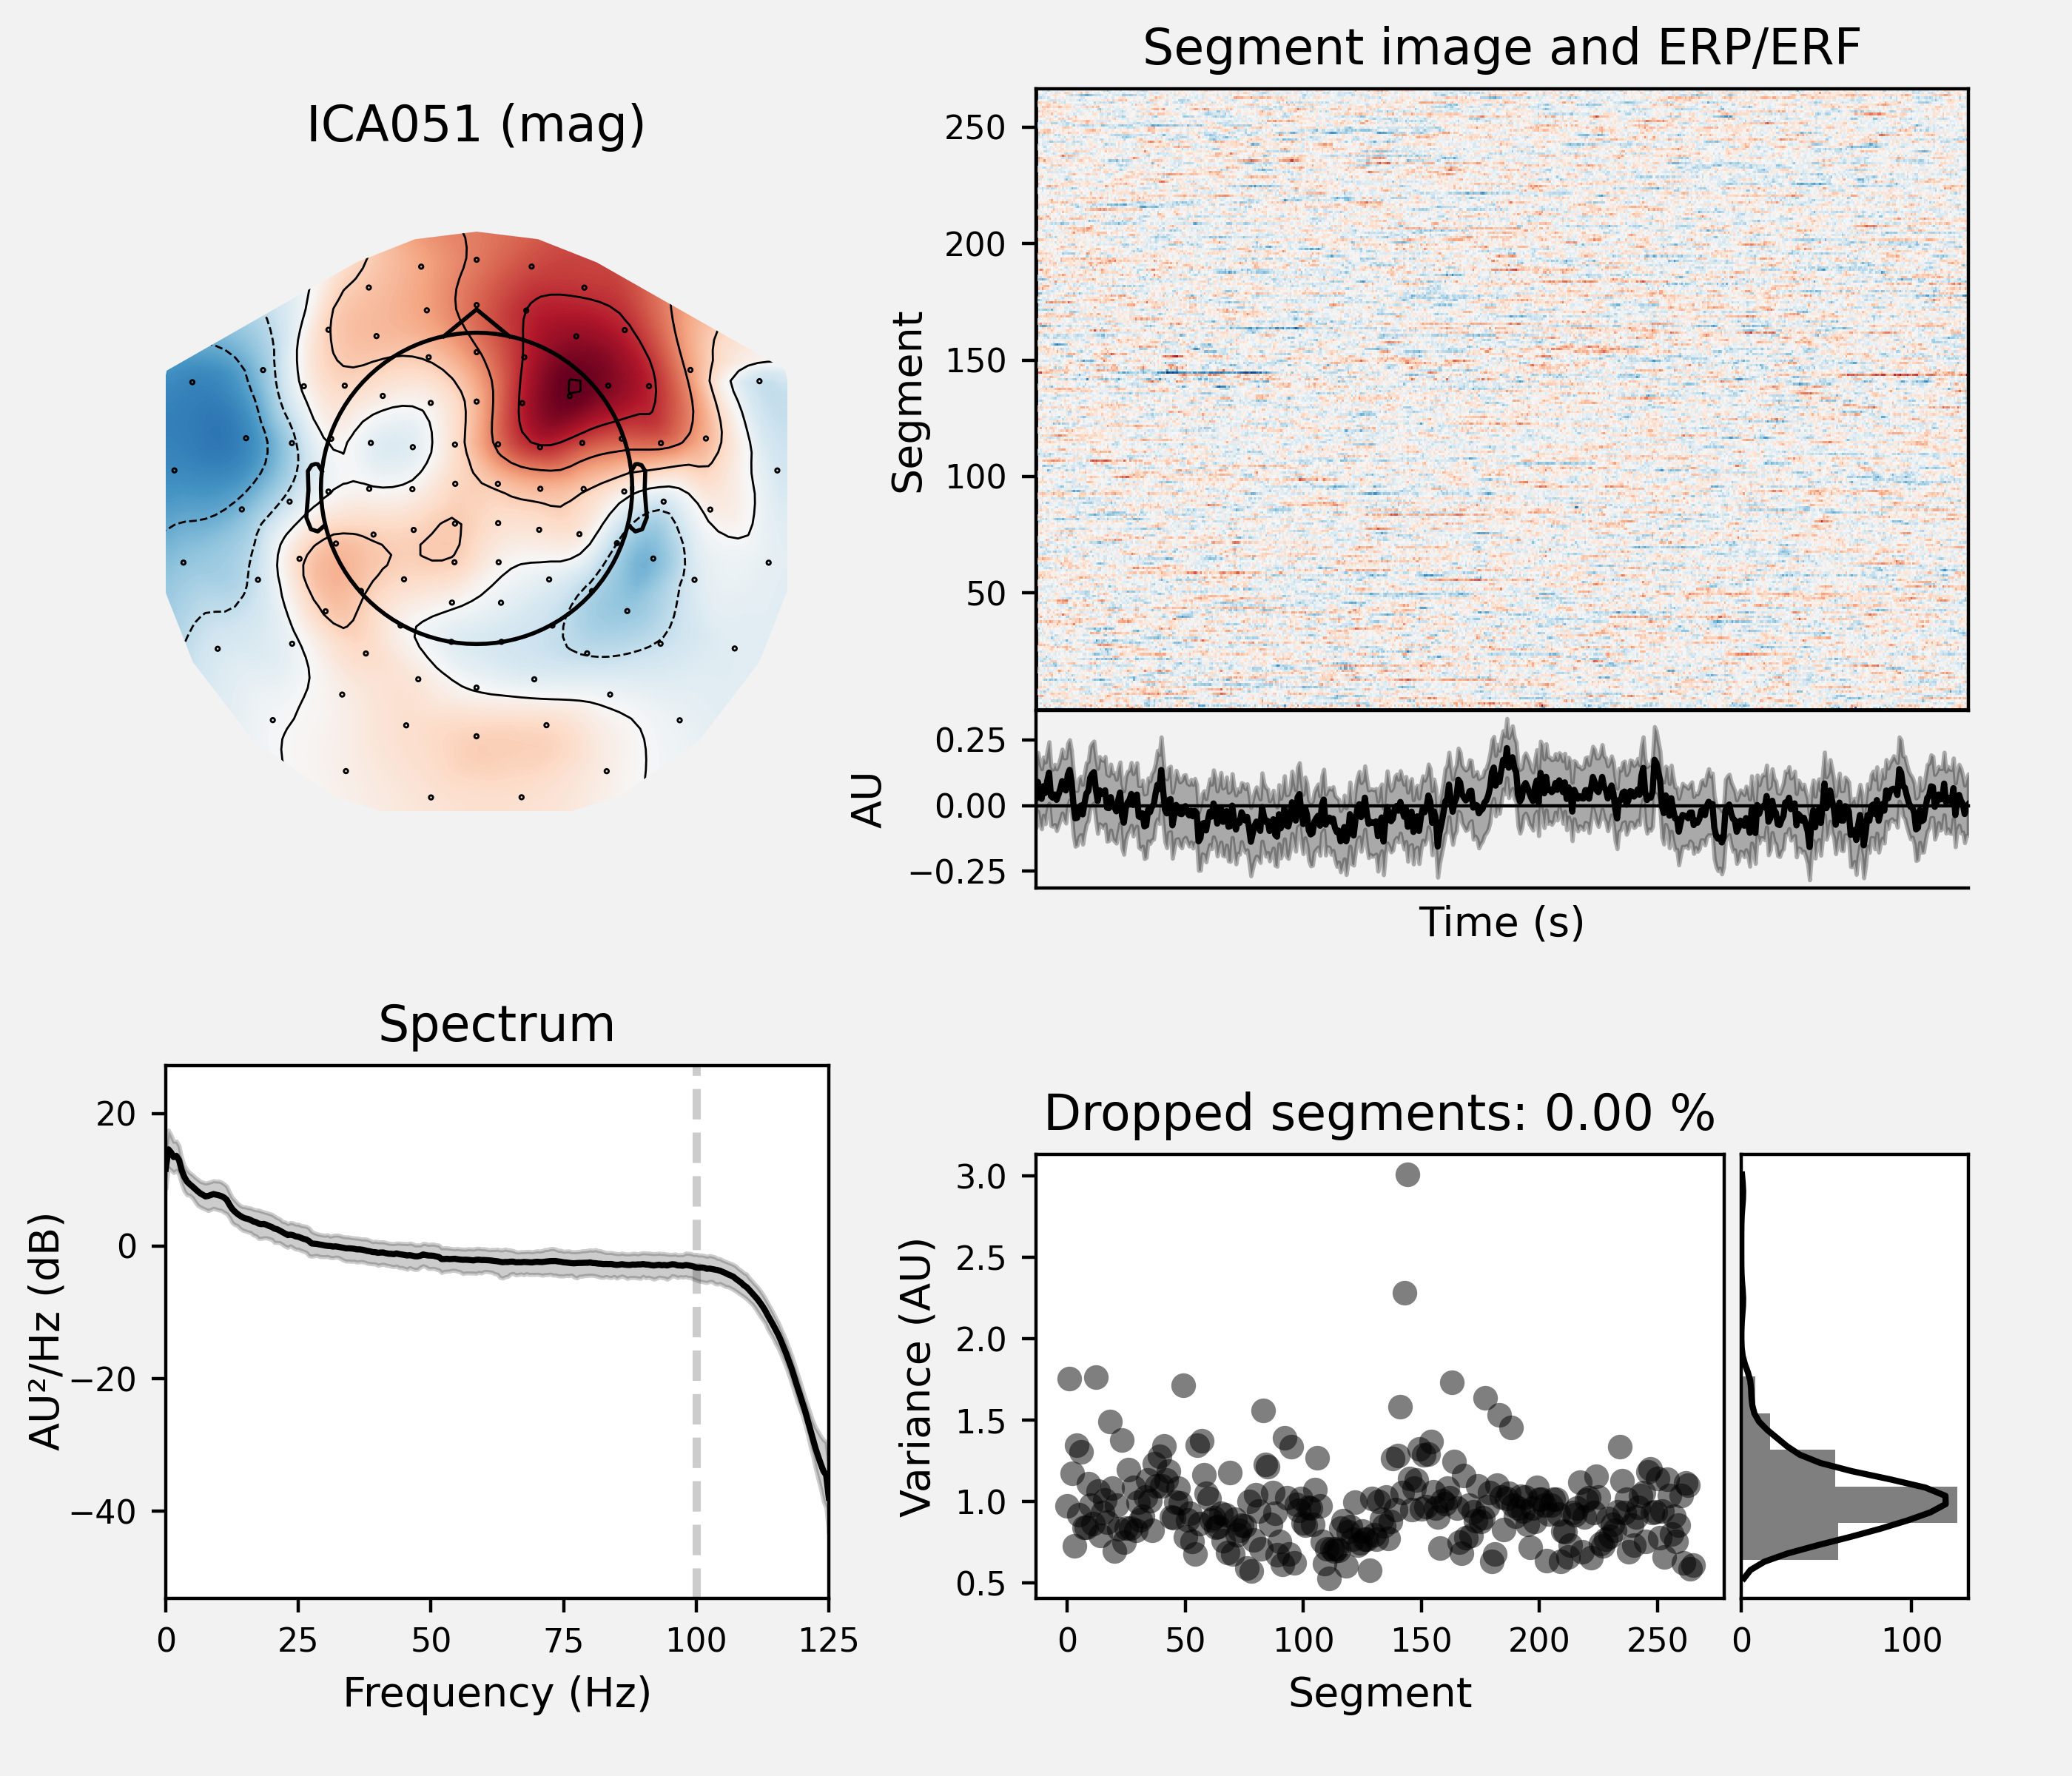 ICA051 (mag)
Segment image and ERP/ERF
Segment
250
200
150
100
50
AU
0.25
0.00
−0.25
Time (s)
Spectrum
AU²/Hz (dB)
20
0
−20
−40
0 25 50 75 100 125
Frequency (Hz)
Dropped segments: 0.00 %
Variance (AU)
3.0
2.5
2.0
1.5
1.0
0.5
0 50 100 150 200 250
Segment
0 100